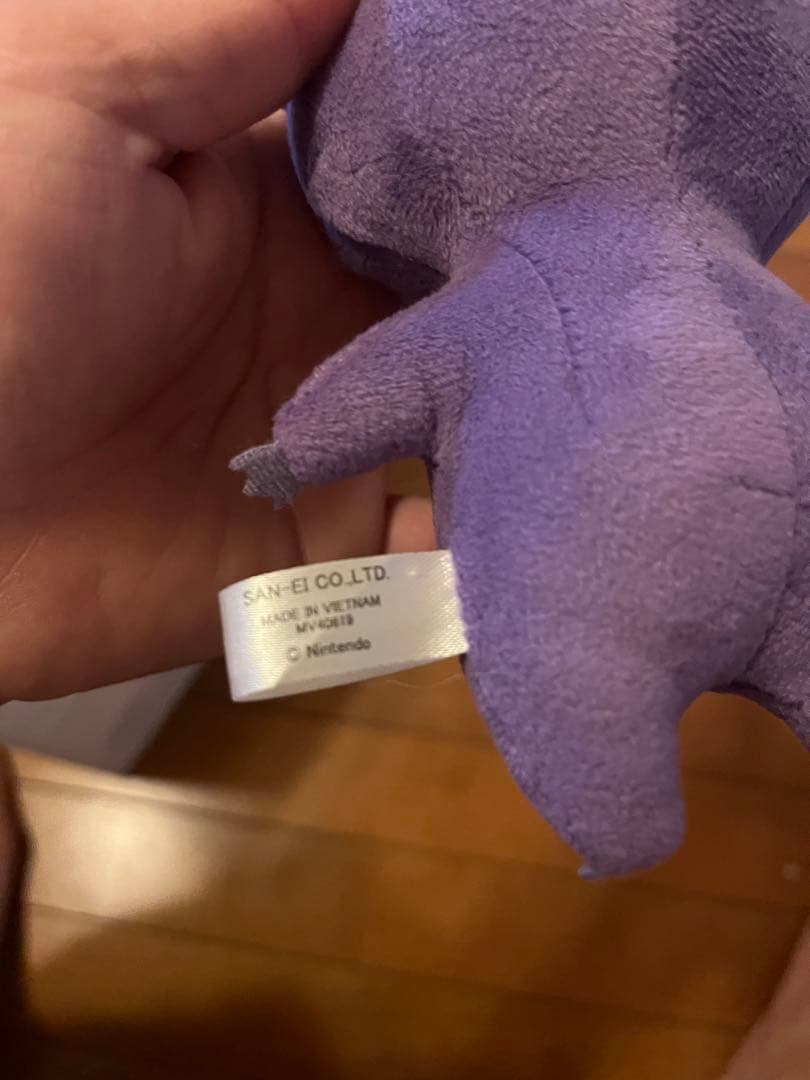 SAN-EI CO.,LTD.
MADE IN VIETNAM
MV40619
© Nintendo